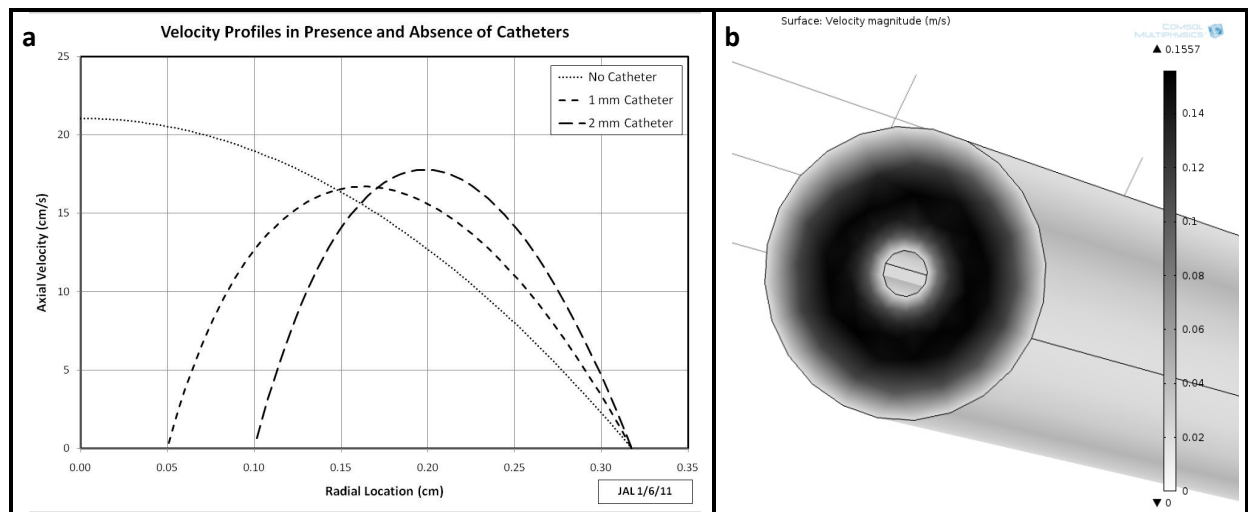 a
Velocity Profiles in Presence and Absence of Catheters
25
20
15
10
5
0
Axial Velocity (cm/s)
No Catheter
1 mm Catheter
2 mm Catheter
0.00 0.05 0.10 0.15 0.20 0.25 0.30 0.35
Radial Location (cm)
JAL 1/6/11
b
Surface: Velocity magnitude (m/s)
COMSOL
MULTIPHYSICS
▲ 0.1557
0.14
0.12
0.1
0.08
0.06
0.04
0.02
0
▼ 0